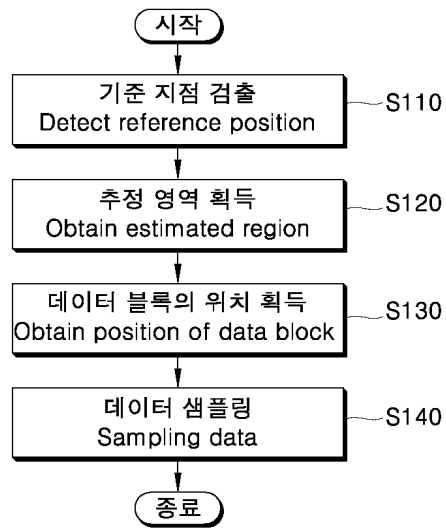 시작
기준 지점 검출
Detect reference position
S110
추정 영역 획득
Obtain estimated region
S120
데이터 블록의 위치 획득
Obtain position of data block
S130
데이터 샘플링
Sampling data
S140
종료